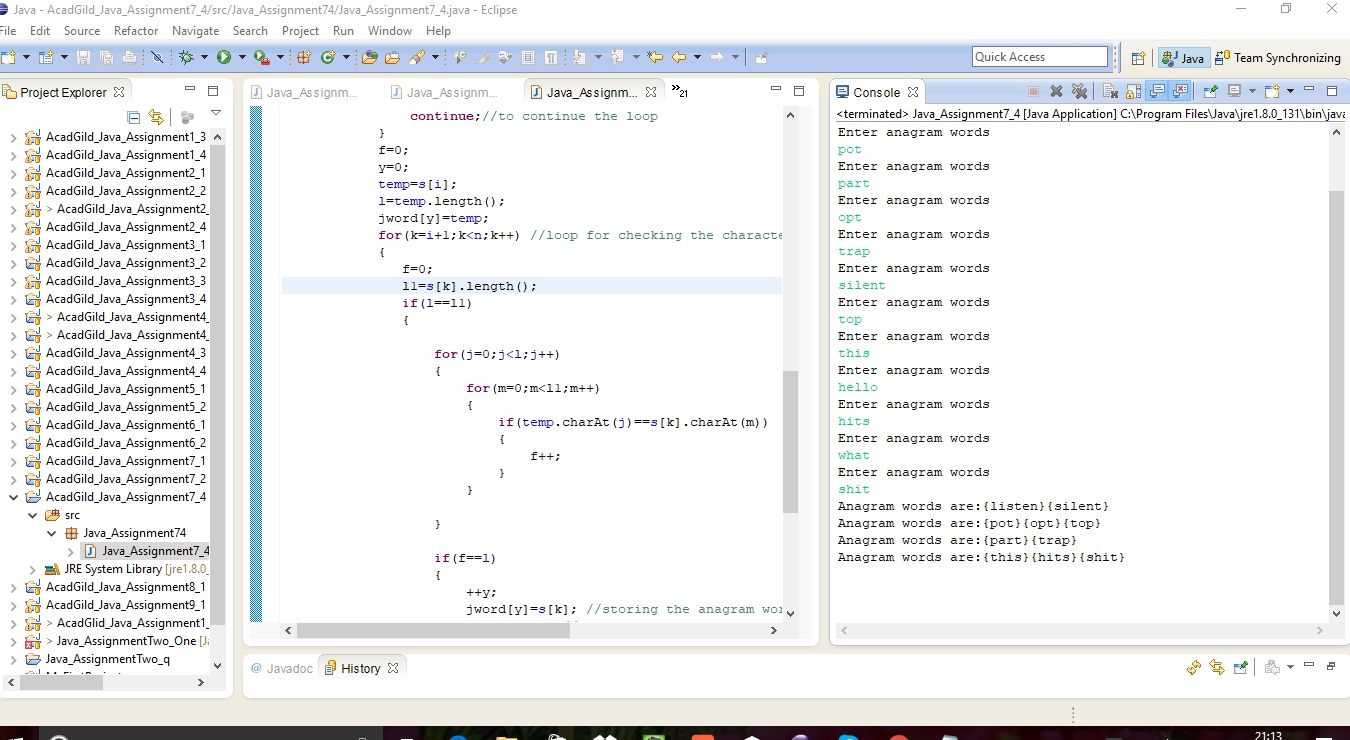 Java - AcadGild_Java_Assignment7_4/src/Java_Assignment74/Java_Assignment7_4.java - Eclipse
File Edit Source Refactor Navigate Search Project Run Window Help
Quick Access
Java
Team Synchronizing
Project Explorer
AcadGild_Java_Assignment1_3
AcadGild_Java_Assignment1_4
AcadGild_Java_Assignment2_1
AcadGild_Java_Assignment2_2
> AcadGild_Java_Assignment2_
AcadGild_Java_Assignment2_4
AcadGild_Java_Assignment3_1
AcadGild_Java_Assignment3_2
AcadGild_Java_Assignment3_3
AcadGild_Java_Assignment3_4
> AcadGild_Java_Assignment4_
> AcadGild_Java_Assignment4_
AcadGild_Java_Assignment4_3
AcadGild_Java_Assignment4_4
AcadGild_Java_Assignment5_1
AcadGild_Java_Assignment5_2
AcadGild_Java_Assignment6_1
AcadGild_Java_Assignment6_2
AcadGild_Java_Assignment7_1
AcadGild_Java_Assignment7_2
AcadGild_Java_Assignment7_4
src
Java_Assignment74
Java_Assignment7_4
JRE System Library [jre1.8.0_
AcadGild_Java_Assignment8_1
AcadGild_Java_Assignment9_1
> AcadGild_Java_Assignment1_
> Java_AssignmentTwo_One [Ja
Java_AssignmentTwo_q
Java_Assignm...
Java_Assignm...
Java_Assignm...
»21
continue;//to continue the loop
}
f=0;
y=0;
temp=s[i];
l=temp.length();
jword[y]=temp;
for(k=i+1;k<n;k++) //loop for checking the characte
{
f=0;
l1=s[k].length();
if(l==l1)
{
for(j=0;j<l;j++)
{
for(m=0;m<l1;m++)
{
if(temp.charAt(j)==s[k].charAt(m))
{
f++;
}
}
}
if(f==l)
{
++y;
jword[y]=s[k]; //storing the anagram wor
Console
<terminated> Java_Assignment7_4 [Java Application] C:\Program Files\Java\jre1.8.0_131\bin\java
Enter anagram words
pot
Enter anagram words
part
Enter anagram words
opt
Enter anagram words
trap
Enter anagram words
silent
Enter anagram words
top
Enter anagram words
this
Enter anagram words
hello
Enter anagram words
hits
Enter anagram words
what
Enter anagram words
shit
Anagram words are:{listen}{silent}
Anagram words are:{pot}{opt}{top}
Anagram words are:{part}{trap}
Anagram words are:{this}{hits}{shit}
@ Javadoc
History
21:13